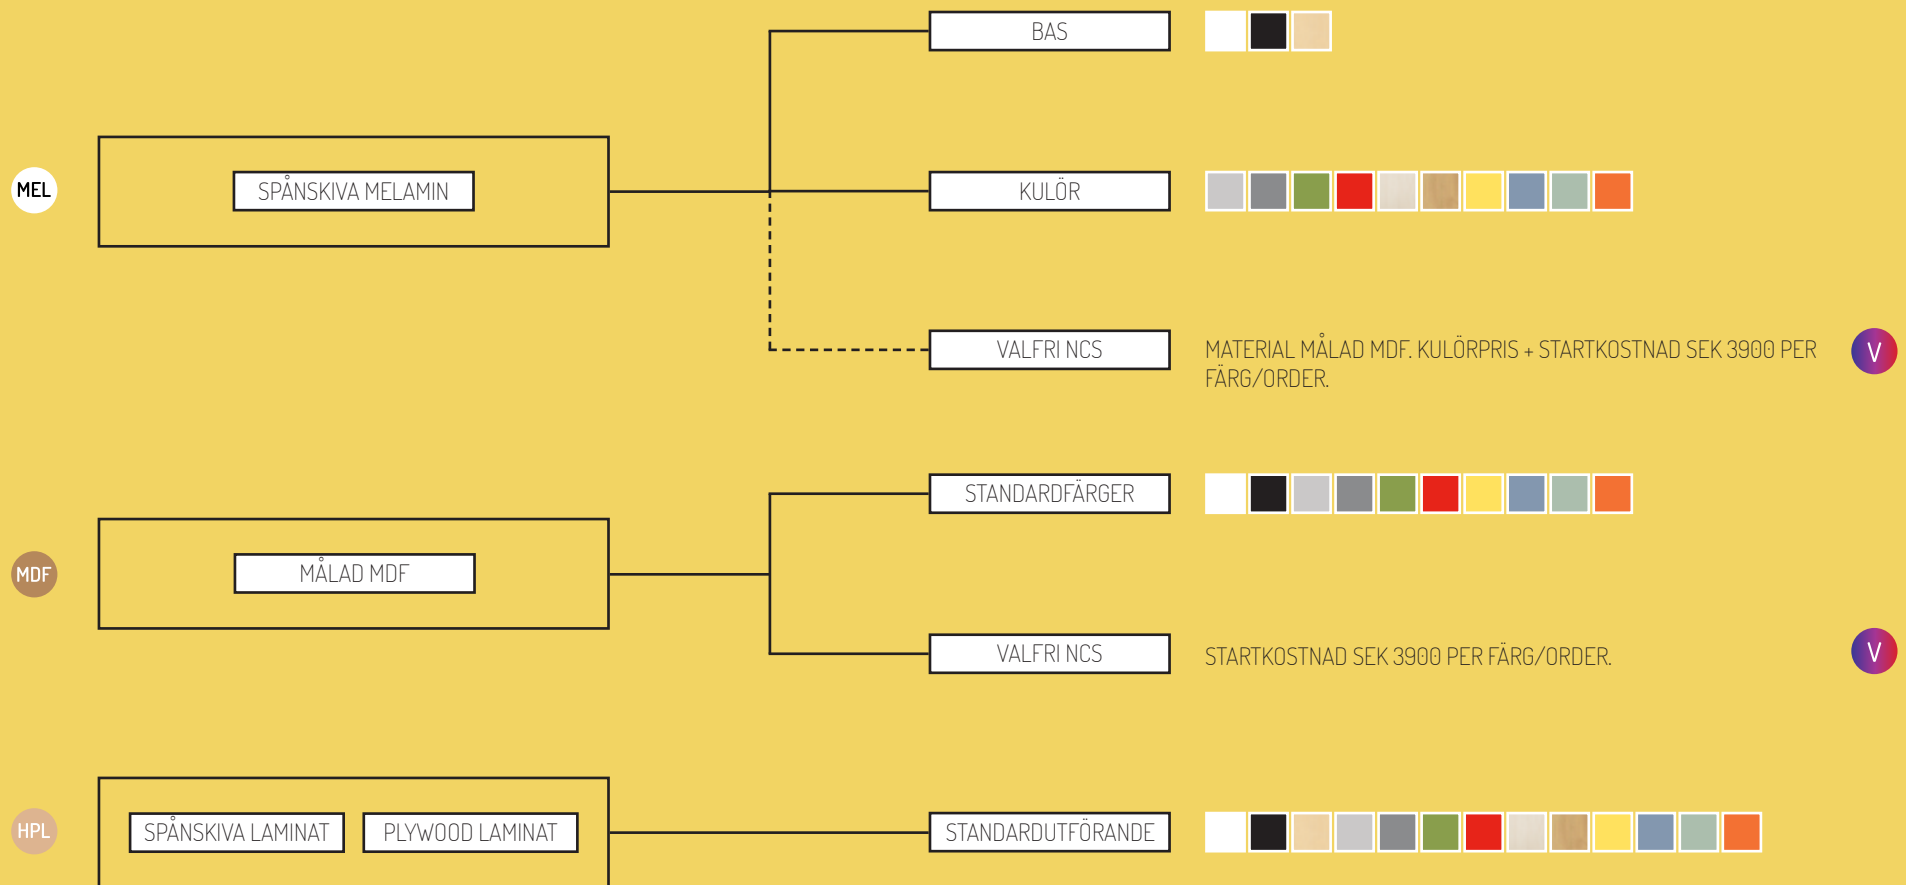 BAS
MEL
SPÅNSKIVA MELAMIN
KULÖR
VALFRI NCS
MATERIAL MÅLAD MDF. KULÖRPRIS + STARTKOSTNAD SEK 3900 PER
FÄRG/ORDER.
V
STANDARDFÄRGER
MDF
MÅLAD MDF
VALFRI NCS
STARTKOSTNAD SEK 3900 PER FÄRG/ORDER.
V
HPL
SPÅNSKIVA LAMINAT
PLYWOOD LAMINAT
STANDARDUTFÖRANDE